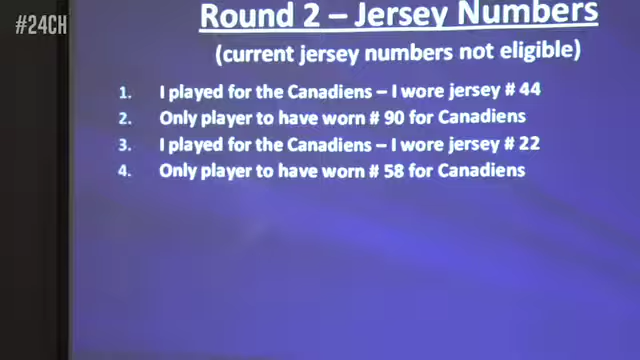 #24CH
Round 2 – Jersey Numbers
(current jersey numbers not eligible)
1. I played for the Canadiens – I wore jersey # 44
2. Only player to have worn # 90 for Canadiens
3. I played for the Canadiens – I wore jersey # 22
4. Only player to have worn # 58 for Canadiens